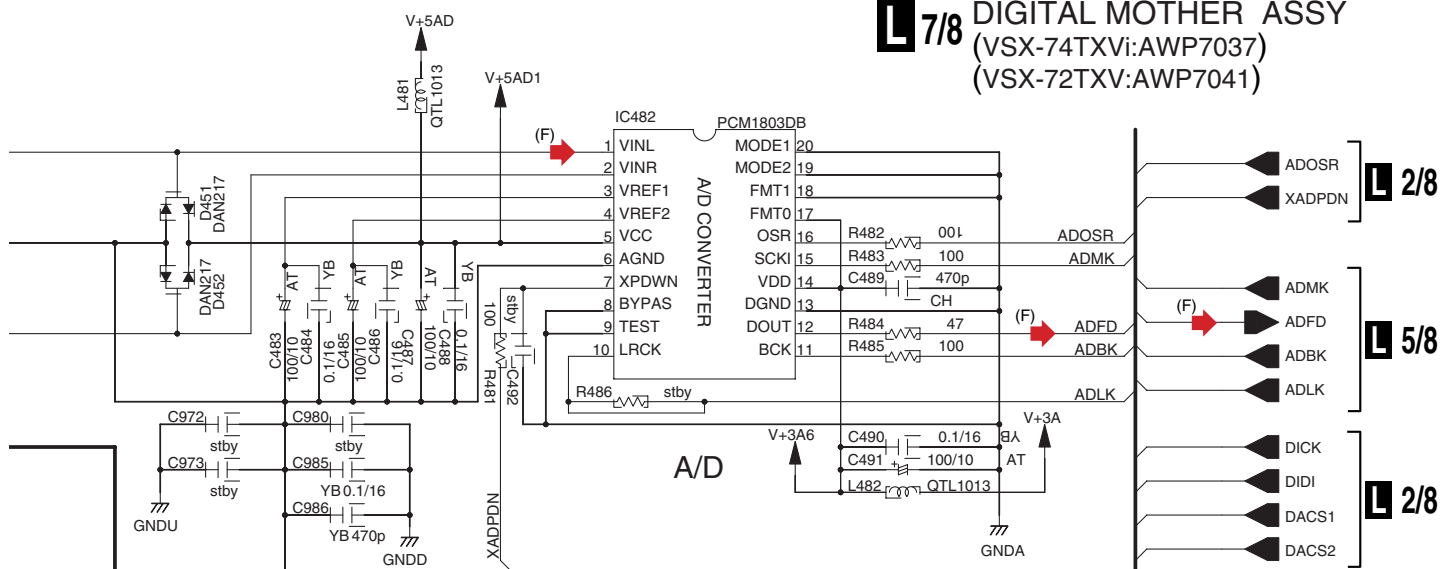 L 7/8 DIGITAL MOTHER ASSY
(VSX-74TXVi:AWP7037)
(VSX-72TXV:AWP7041)
V+5AD
L481
QTL1013
V+5AD1
IC482
PCM1803DB
(F)
1 VINL
2 VINR
3 VREF1
4 VREF2
5 VCC
6 AGND
7 XPDWN
8 BYPAS
9 TEST
10 LRCK
A/D CONVERTER
MODE1 20
MODE2 19
FMT1 18
FMT0 17
OSR 16
SCKI 15
VDD 14
DGND 13
DOUT 12
BCK 11
D451
DAN217
DAN217
D452
AT
YB
AT
YB
AT
YB
C483
100/10
C484
0.1/16
C485
100/10
C486
0.1/16
C487
100/10
C488
0.1/16
100
R481
stby
C492
R482 100 ADOSR
R483 100 ADMK
C489 470p
CH
R484 47 (F) ADFD
R485 100 ADBK
R486 stby ADLK
C972
stby
C973
stby
GNDU
C980
stby
C985
YB 0.1/16
C986
YB 470p
GNDD
XADPDN
A/D
V+3A6
C490 0.1/16 YB
C491 100/10 AT
L482 QTL1013
V+3A
GNDA
ADOSR
XADPDN
L 2/8
ADMK
(F)
ADFD
ADBK
ADLK
L 5/8
DICK
DIDI
DACS1
DACS2
L 2/8